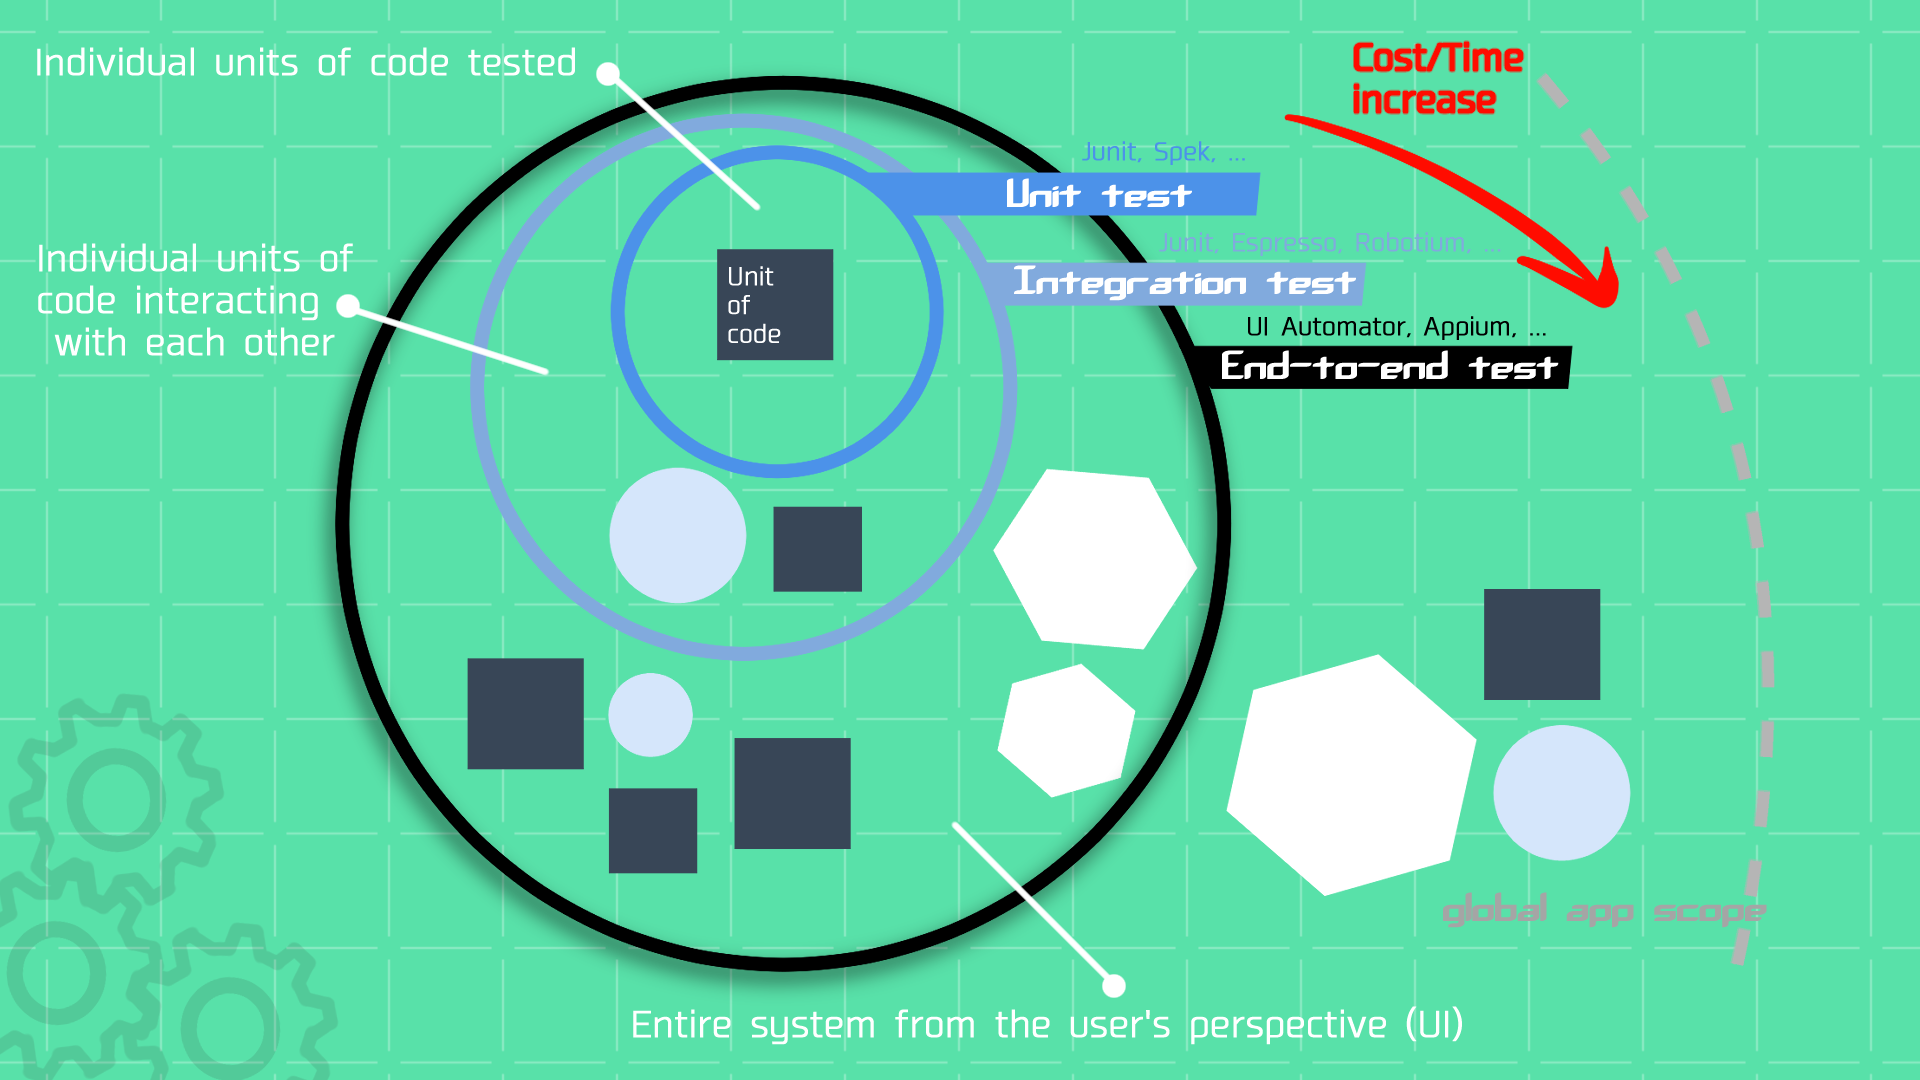 Individual units of code tested
Cost/Time
increase
Junit, Spek, ...
Unit test
Individual units of
code interacting
with each other
Unit
of
code
Junit, Espresso, Robotium, ...
Integration test
UI Automator, Appium, ...
End-to-end test
global app scope
Entire system from the user's perspective (UI)